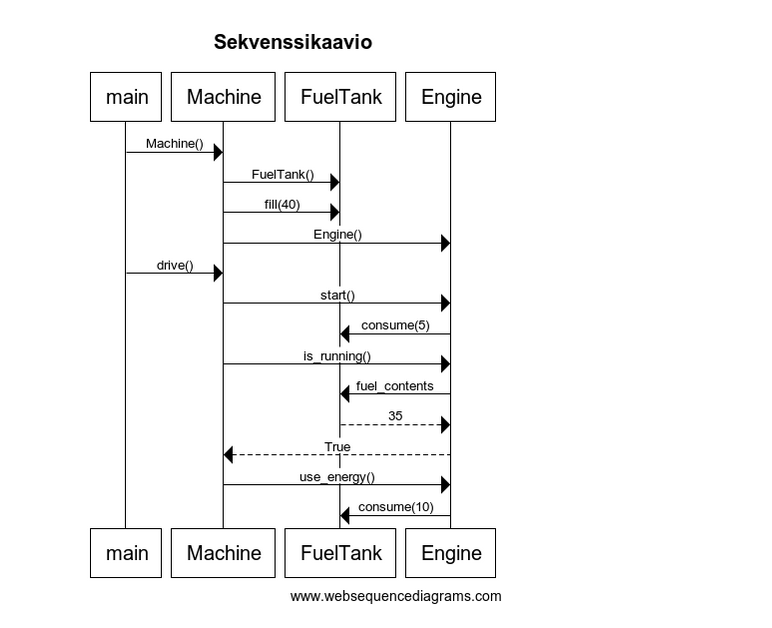 Sekvenssikaavio
main Machine FuelTank Engine
Machine()
FuelTank()
fill(40)
Engine()
drive()
start()
consume(5)
is_running()
fuel_contents
35
True
use_energy()
consume(10)
main Machine FuelTank Engine
www.websequencediagrams.com